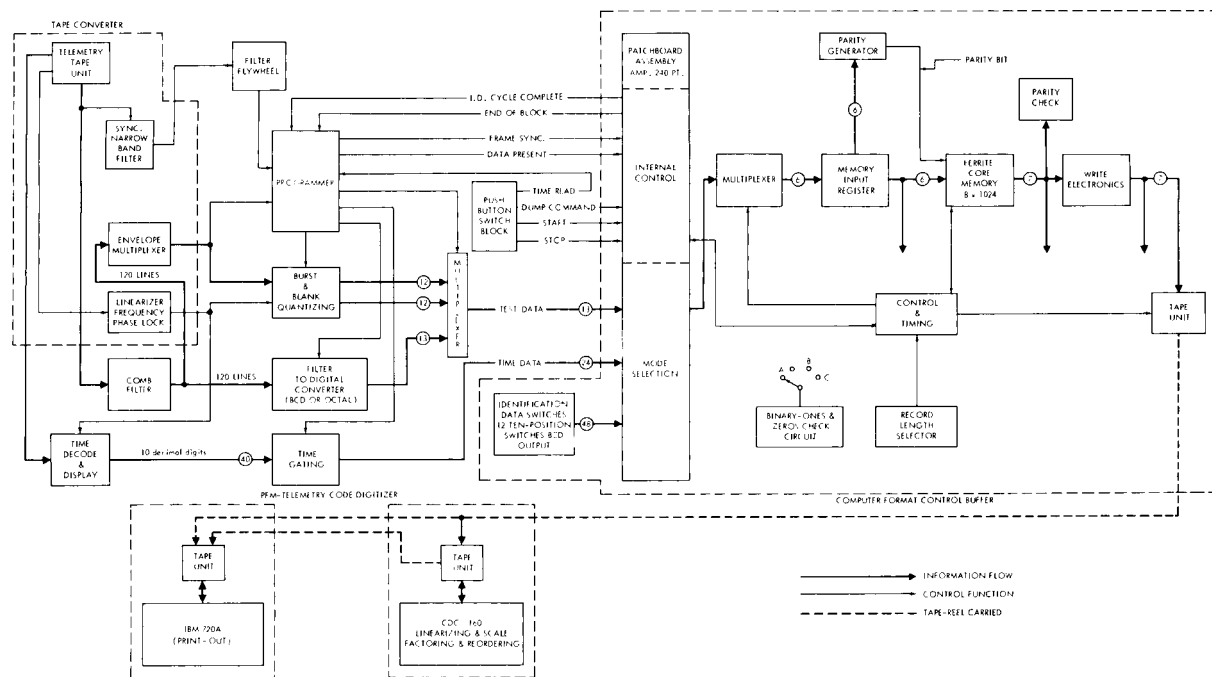 TAPE CONVERTER
TELEMETRY
TAPE
UNIT
SYNC.
NARROW
BAND
FILTER
FILTER
FLYWHEEL
PROGRAMMER
ENVELOPE
MULTIPLEXER
120 LINES
LINEARIZER
FREQUENCY
PHASE LOCK
COMB
FILTER
120 LINES
BURST
&
BLANK
QUANTIZING
FILTER
TO DIGITAL
CONVERTER
(BCD OR OCTAL)
TIME
DECODE
&
DISPLAY
10 decimal digits
40
TIME
GATING
12
12
13
MULTIPLEXER
I.D. CYCLE COMPLETE
END OF BLOCK
FRAME SYNC.
DATA PRESENT
PUSH
BUTTON
SWITCH
BLOCK
TIME READ
DUMP COMMAND
START
STOP
TEST DATA
13
TIME DATA
24
IDENTIFICATION
DATA SWITCHES
12 TEN-POSITION
SWITCHES BCD
OUTPUT
48
PATCHBOARD
ASSEMBLY
AMP. 240 PT.
INTERNAL
CONTROL
MODE
SELECTION
PARITY
GENERATOR
PARITY BIT
6
MULTIPLEXER
6
MEMORY
INPUT
REGISTER
6
FERRITE
CORE
MEMORY
8 × 1024
7
PARITY
CHECK
WRITE
ELECTRONICS
7
CONTROL
&
TIMING
TAPE
UNIT
A
B
C
BINARY-ONES &
ZEROS CHECK
CIRCUIT
RECORD
LENGTH
SELECTOR
PFM-TELEMETRY CODE DIGITIZER
COMPUTER FORMAT CONTROL BUFFER
TAPE
UNIT
IBM 720A
(PRINT-OUT)
TAPE
UNIT
CDC 160
LINEARIZING & SCALE
FACTORING & REORDERING
INFORMATION FLOW
CONTROL FUNCTION
TAPE-REEL CARRIED